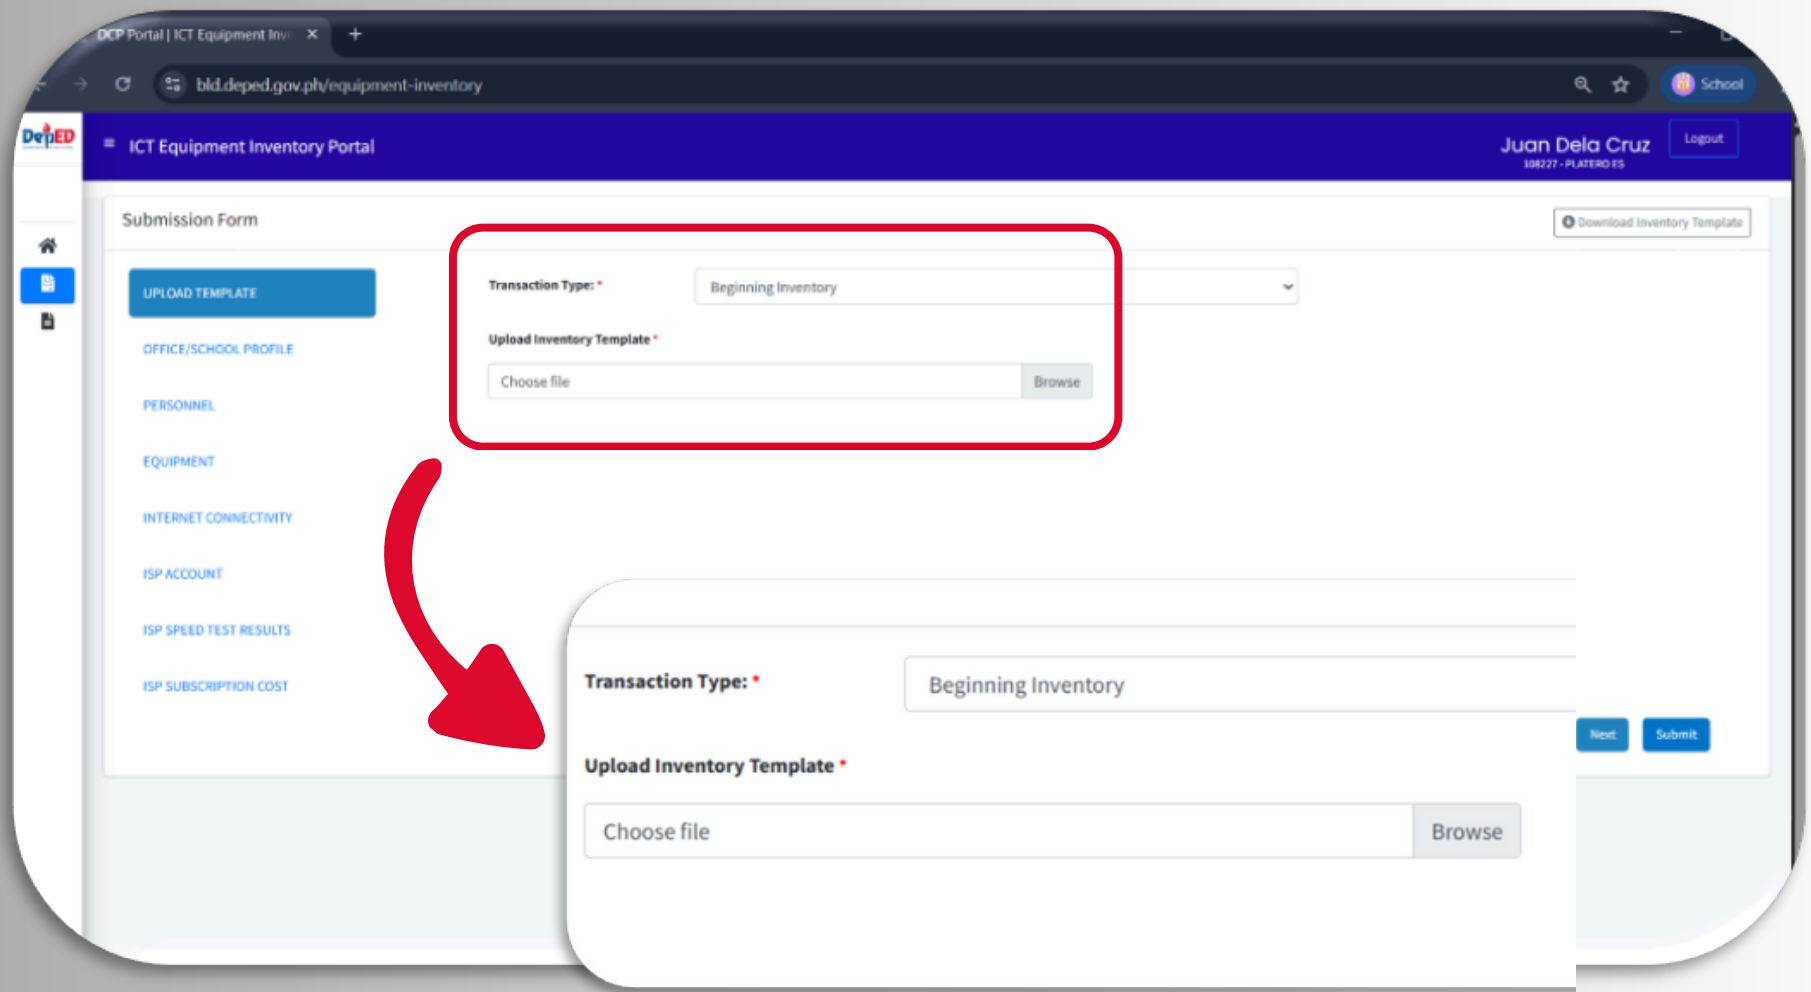 DCP Portal | ICT Equipment Inv
bld.deped.gov.ph/equipment-inventory
School
DepED
ICT Equipment Inventory Portal
Juan Dela Cruz
108227 - PLATERO ES
Logout
Submission Form
Download Inventory Template
UPLOAD TEMPLATE
OFFICE/SCHOOL PROFILE
PERSONNEL
EQUIPMENT
INTERNET CONNECTIVITY
ISP ACCOUNT
ISP SPEED TEST RESULTS
ISP SUBSCRIPTION COST
Transaction Type: *
Beginning Inventory
Upload Inventory Template *
Choose file
Browse
Transaction Type: *
Beginning Inventory
Upload Inventory Template *
Choose file
Browse
Next
Submit